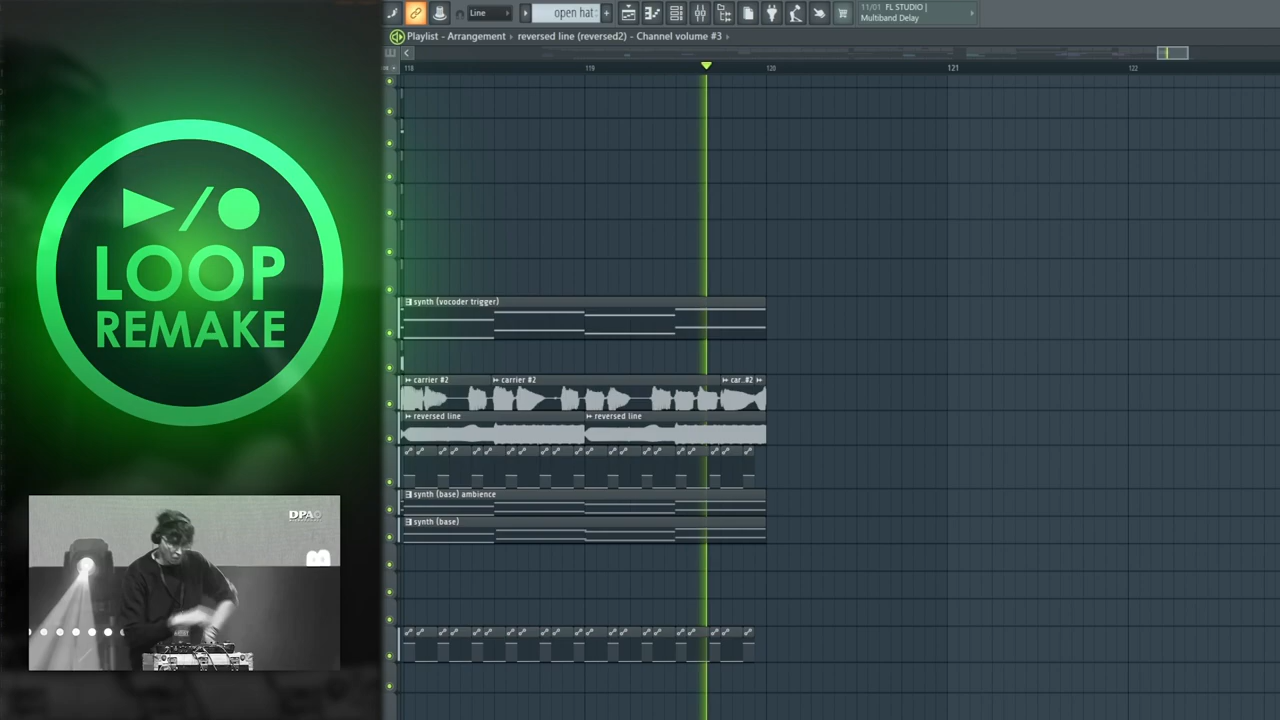 LOOP
REMAKE
DPAO
Line
open hat
11/01 FL STUDIO |
Multiband Delay
Playlist - Arrangement
reversed line (reversed2) - Channel volume #3
118
119
120
121
122
synth (vocoder trigger)
carrier #2
carrier #2
car..#2
reversed line
reversed line
synth (base) ambience
synth (base)